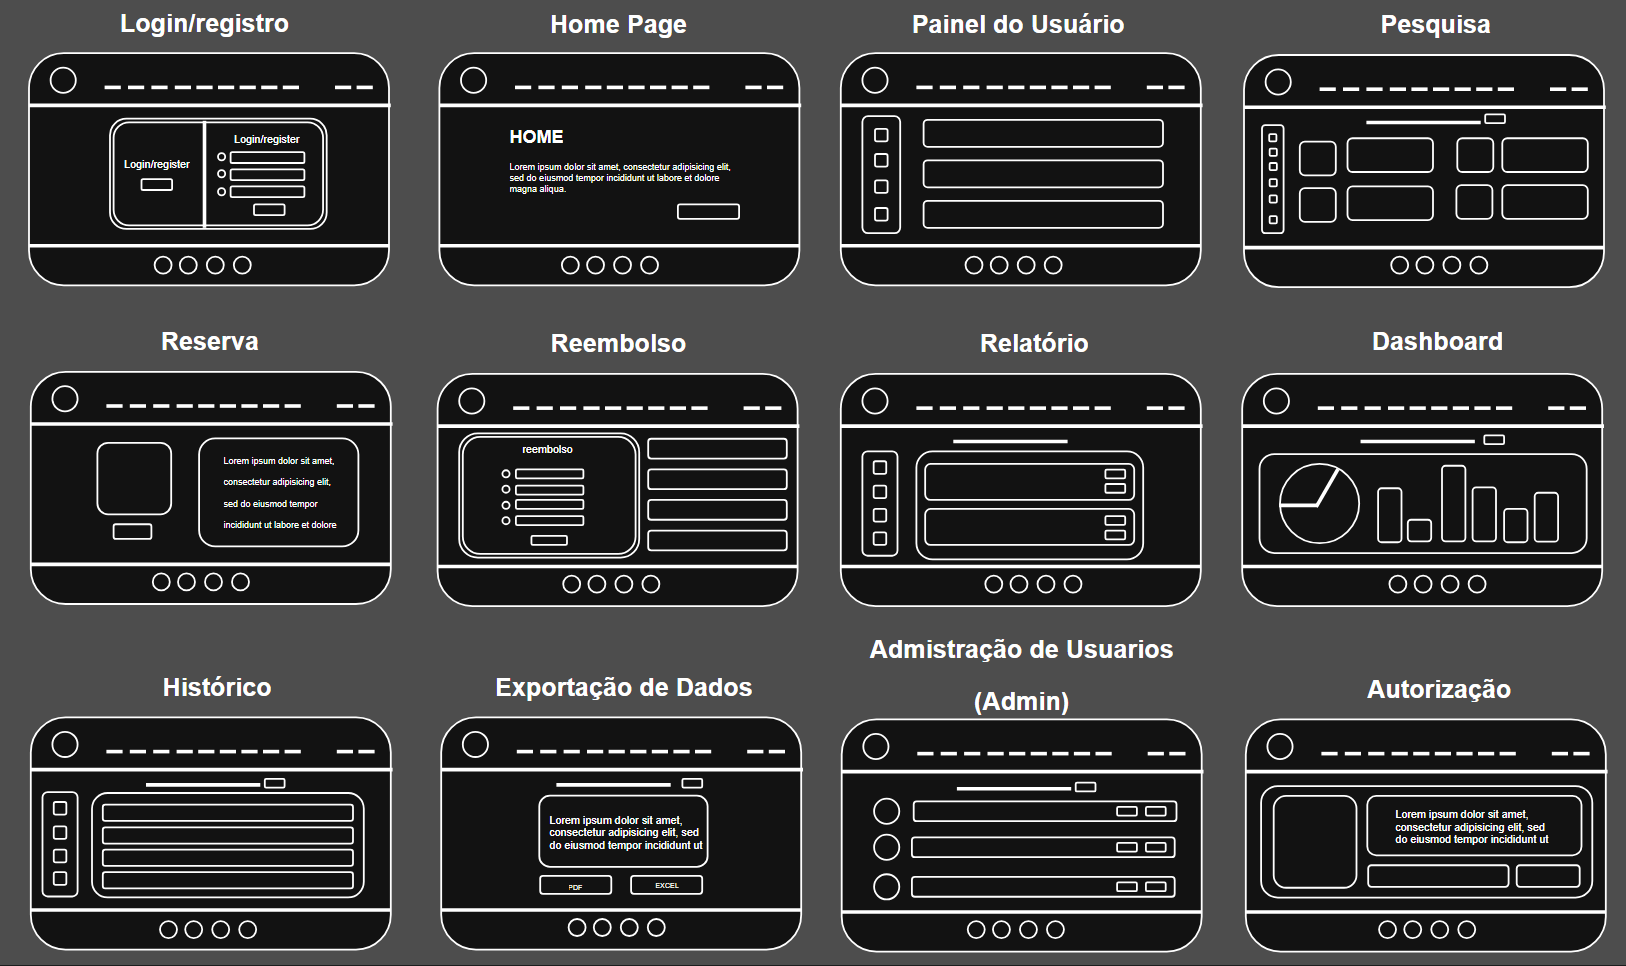 Login/registro
Home Page
Painel do Usuário
Pesquisa
Login/register
Login/register
HOME
Lorem ipsum dolor sit amet, consectetur adipisicing elit,
sed do eiusmod tempor incididunt ut labore et dolore
magna aliqua.
Reserva
Reembolso
Relatório
Dashboard
Lorem ipsum dolor sit amet,
consectetur adipisicing elit,
sed do eiusmod tempor
incididunt ut labore et dolore
reembolso
Histórico
Exportação de Dados
Admistração de Usuarios
(Admin)
Autorização
Lorem ipsum dolor sit amet,
consectetur adipisicing elit, sed
do eiusmod tempor incididunt ut
PDF
EXCEL
Lorem ipsum dolor sit amet,
consectetur adipisicing elit, sed
do eiusmod tempor incididunt ut